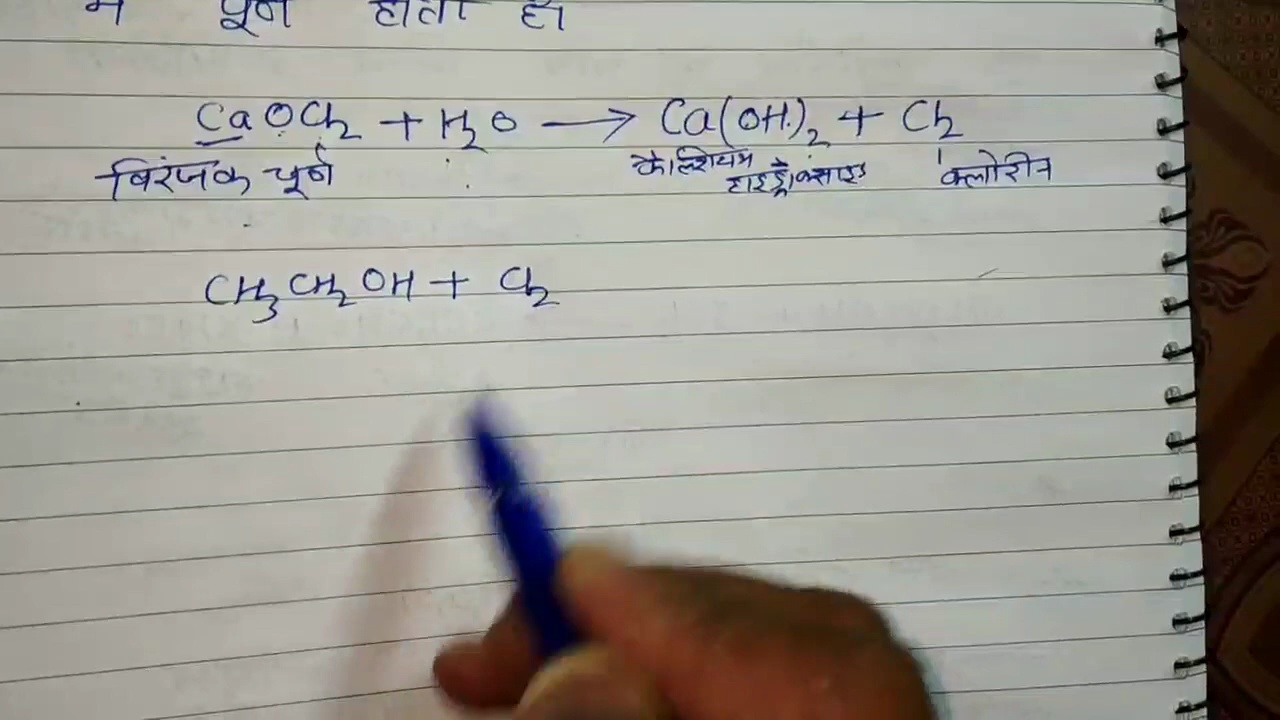 में पूर्ण होता है।
CaOCl2 + H2O → Ca(OH)2 + Cl2
बिरंजक चूर्ण कैल्शियम हाइड्रोक्साइड क्लोरीन
CH3CH2OH + Cl2